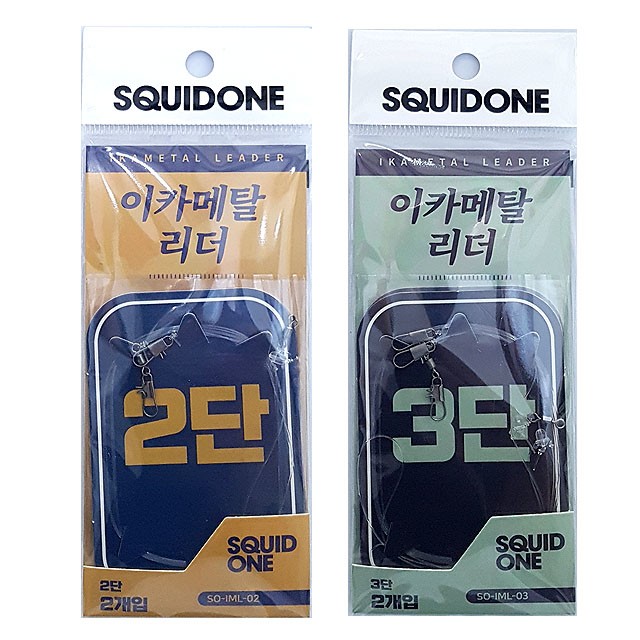 SQUIDONE
IKAMETAL LEADER
이카메탈
리더
2단
SQUID
ONE
2단
2개입
SO-IML-02
SQUIDONE
IKAMETAL LEADER
이카메탈
리더
3단
SQUID
ONE
3단
2개입
SO-IML-03